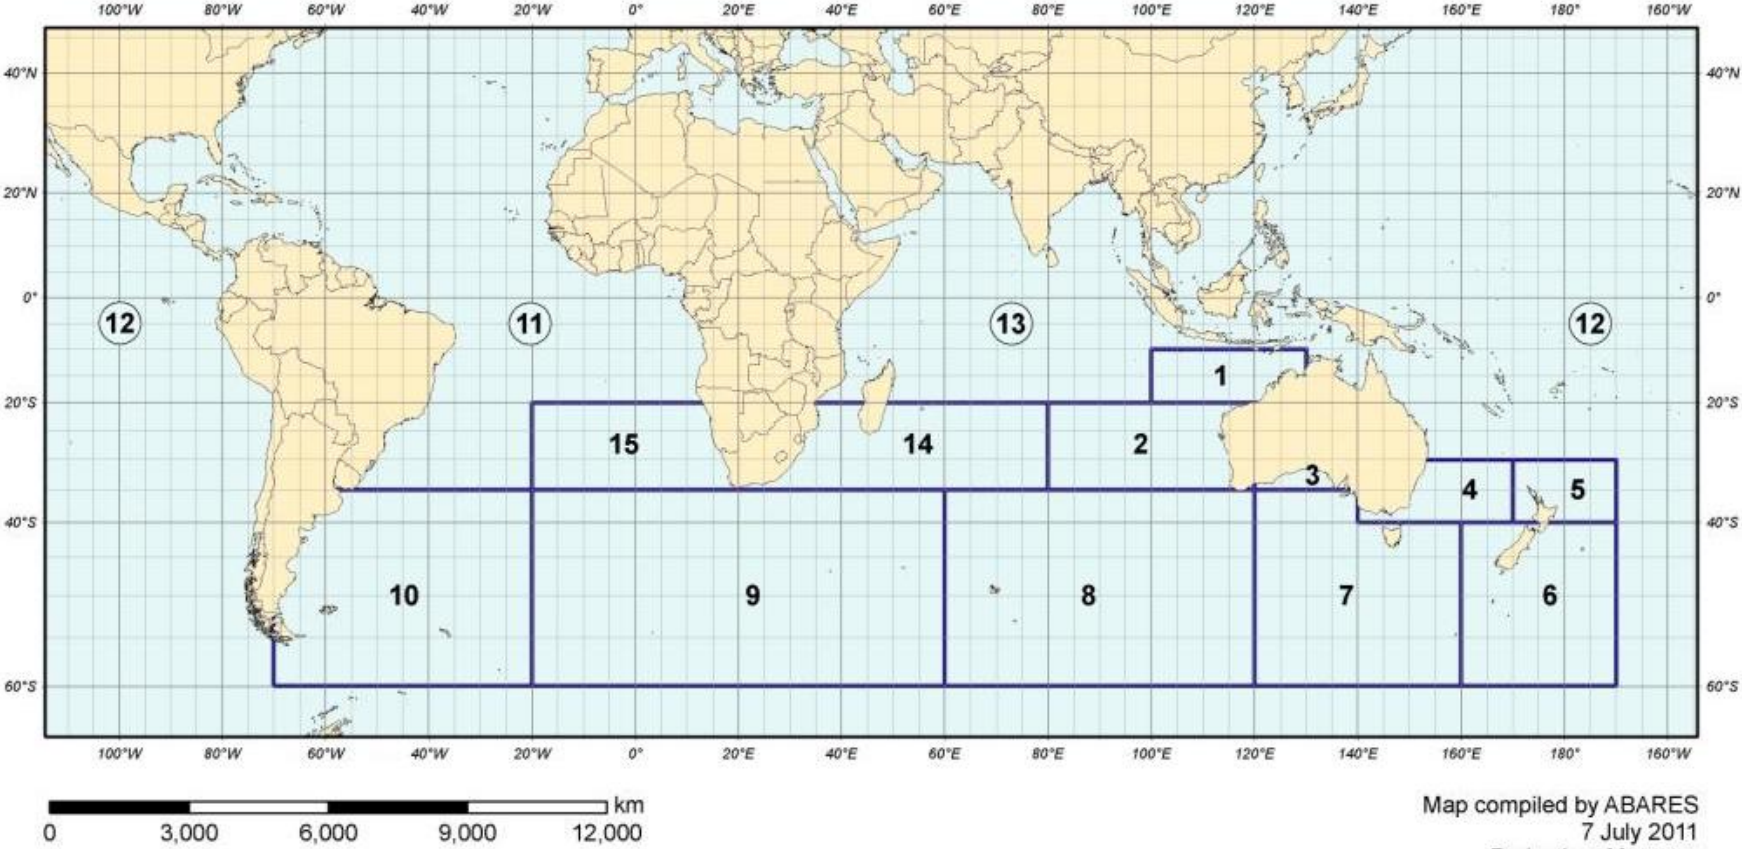 100°W 80°W 60°W 40°W 20°W 0° 20°E 40°E 60°E 80°E 100°E 120°E 140°E 160°E 180° 160°W
40°N 40°N
20°N 20°N
0° 0°
12 11 13 12
1
20°S 20°S
15 14 2
3
4 5
40°S 40°S
10 9 8 7 6
60°S 60°S
100°W 80°W 60°W 40°W 20°W 0° 20°E 40°E 60°E 80°E 100°E 120°E 140°E 160°E 180° 160°W
km
0 3,000 6,000 9,000 12,000
Map compiled by ABARES
7 July 2011